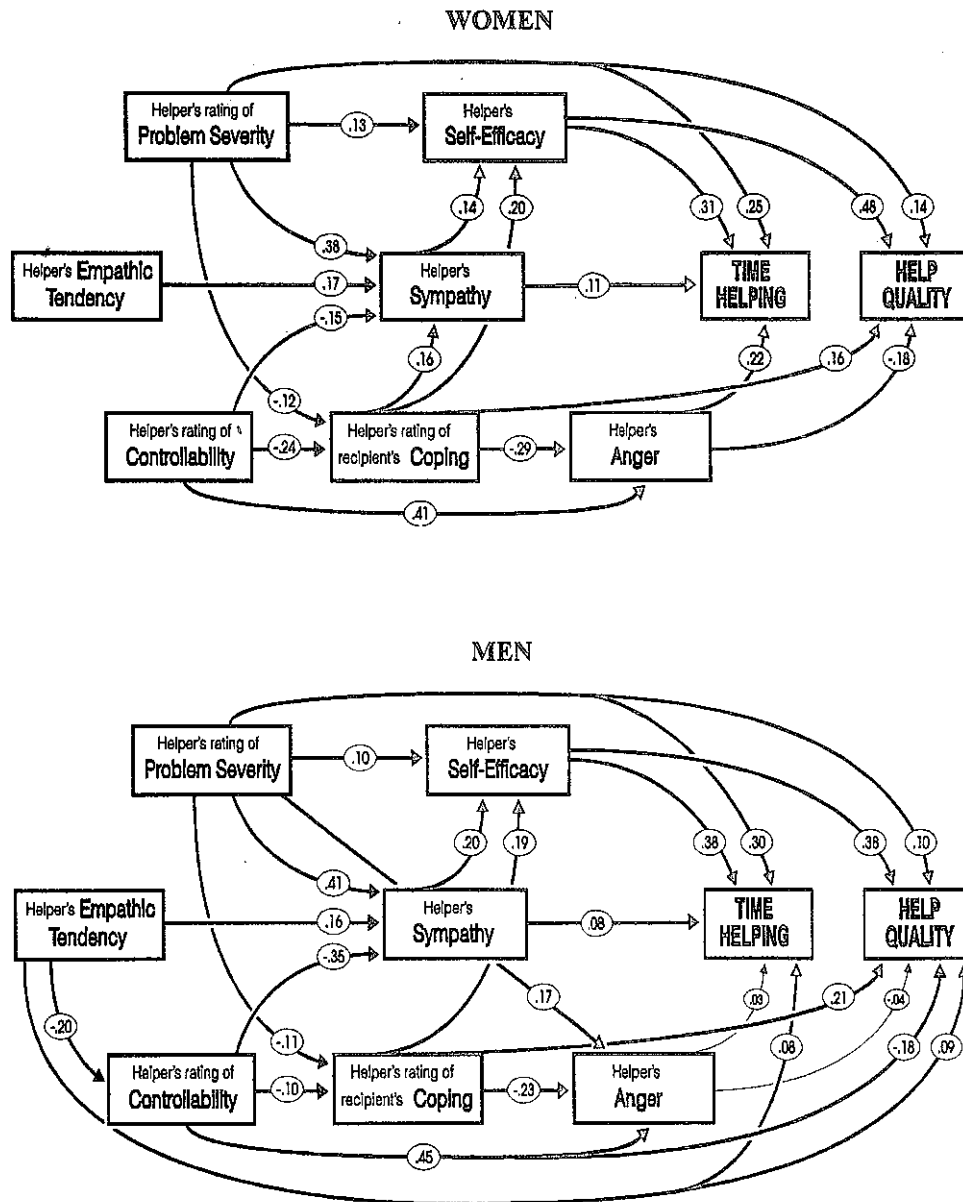 WOMEN
Helper's rating of
Problem Severity
.13
Helper's
Self-Efficacy
.14
.20
.31
.25
.48
.14
.38
Helper's Empathic
Tendency
.17
Helper's
Sympathy
.11
TIME
HELPING
HELP
QUALITY
-.15
.16
.22
.16
-.18
-.12
Helper's rating of
Controllability
-.24
Helper's rating of
recipient's Coping
-.29
Helper's
Anger
.41
MEN
Helper's rating of
Problem Severity
.10
Helper's
Self-Efficacy
.20
.19
.38
.30
.38
.10
.41
Helper's Empathic
Tendency
.16
Helper's
Sympathy
.08
TIME
HELPING
HELP
QUALITY
-.35
.17
.03
.21
-.04
-.20
-.11
.08
-.18
.09
Helper's rating of
Controllability
-.10
Helper's rating of
recipient's Coping
-.23
Helper's
Anger
.45